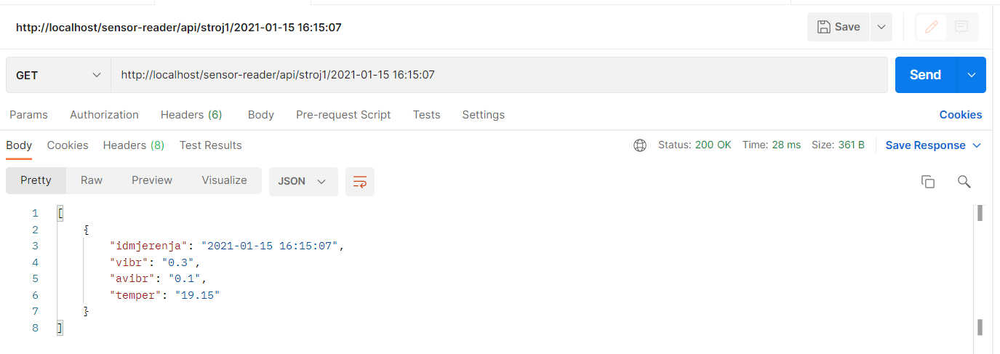 http://localhost/sensor-reader/api/stroj1/2021-01-15 16:15:07
Save
GET
http://localhost/sensor-reader/api/stroj1/2021-01-15 16:15:07
Send
Params Authorization Headers (6) Body Pre-request Script Tests Settings Cookies
Body Cookies Headers (8) Test Results Status: 200 OK Time: 28 ms Size: 361 B Save Response
Pretty Raw Preview Visualize JSON
1 [
2 {
3 "idmjerenja": "2021-01-15 16:15:07",
4 "vibr": "0.3",
5 "avibr": "0.1",
6 "temper": "19.15"
7 }
8 ]